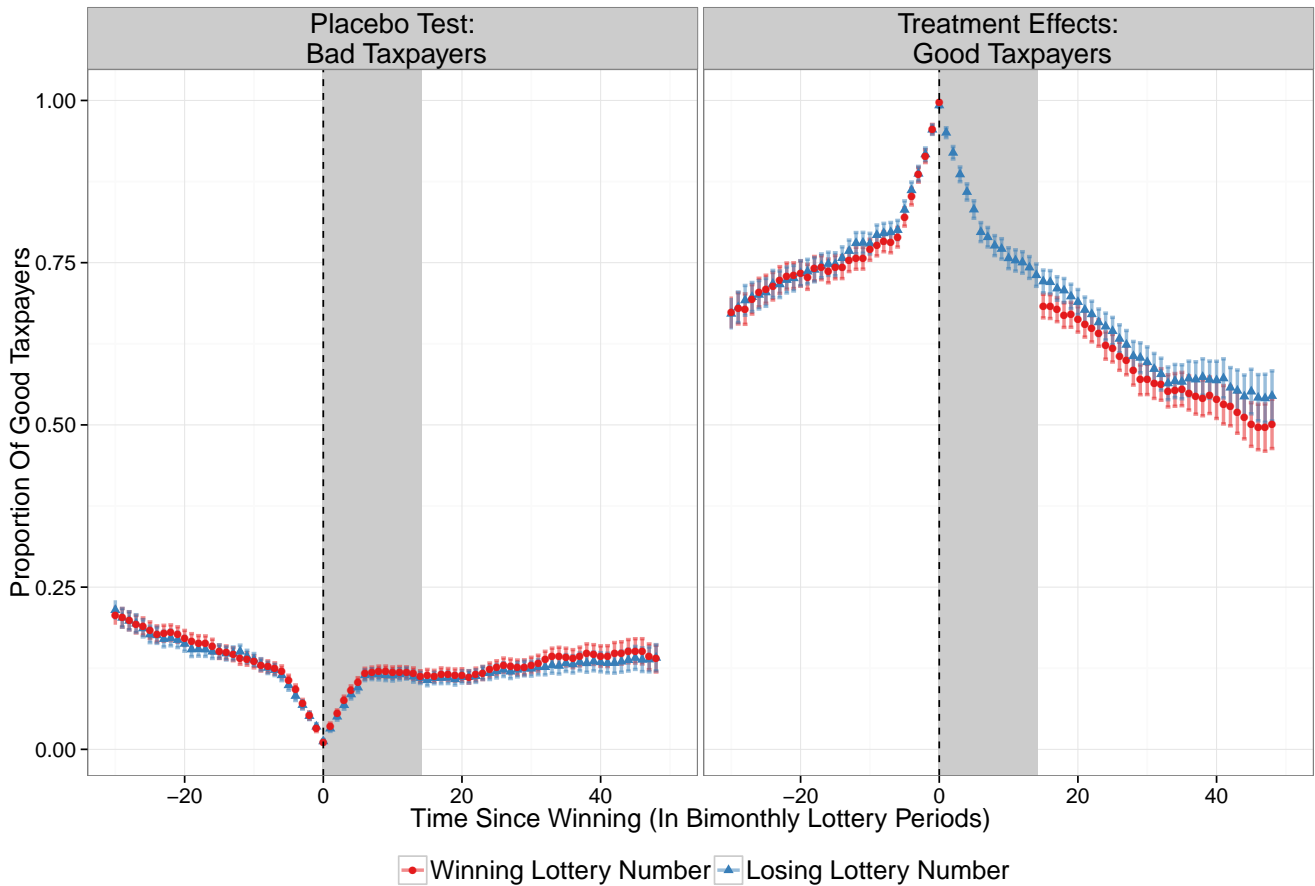 Placebo Test:
Bad Taxpayers
Treatment Effects:
Good Taxpayers
Proportion Of Good Taxpayers
1.00
0.75
0.50
0.25
0.00
−20
0
20
40
−20
0
20
40
Time Since Winning (In Bimonthly Lottery Periods)
Winning Lottery Number
Losing Lottery Number